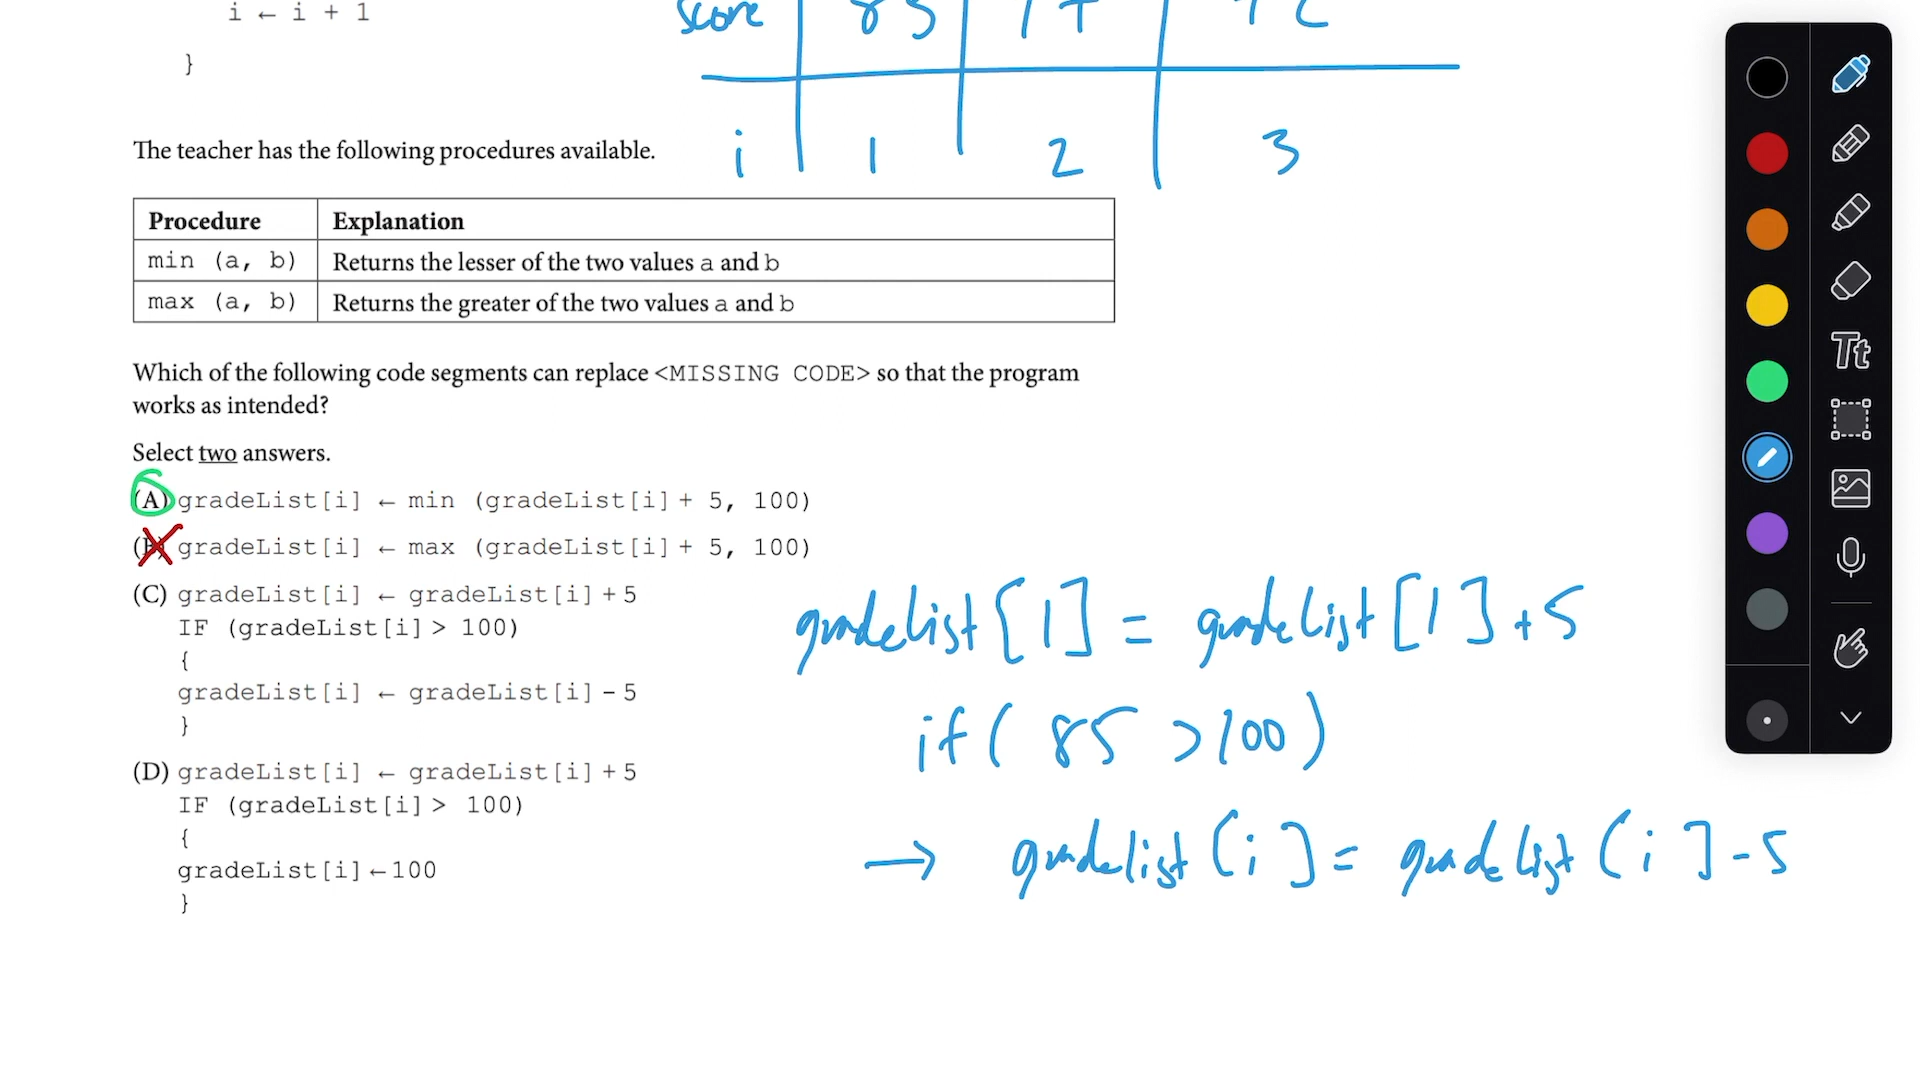 i ← i + 1
score
}
The teacher has the following procedures available.
i 1 2 3
Procedure Explanation
min (a, b) Returns the lesser of the two values a and b
max (a, b) Returns the greater of the two values a and b
Which of the following code segments can replace <MISSING CODE> so that the program
works as intended?
Select two answers.
(A) gradeList[i] ← min (gradeList[i] + 5, 100)
(B) gradeList[i] ← max (gradeList[i] + 5, 100)
(C) gradeList[i] ← gradeList[i] + 5
IF (gradeList[i] > 100)
{
gradeList[i] ← gradeList[i] - 5
}
(D) gradeList[i] ← gradeList[i] + 5
IF (gradeList[i] > 100)
{
gradeList[i] ← 100
}
gradelist[1] = gradelist[1] + 5
if( 85 > 100)
→ gradelist(i] = gradelist(i] - 5
Tt